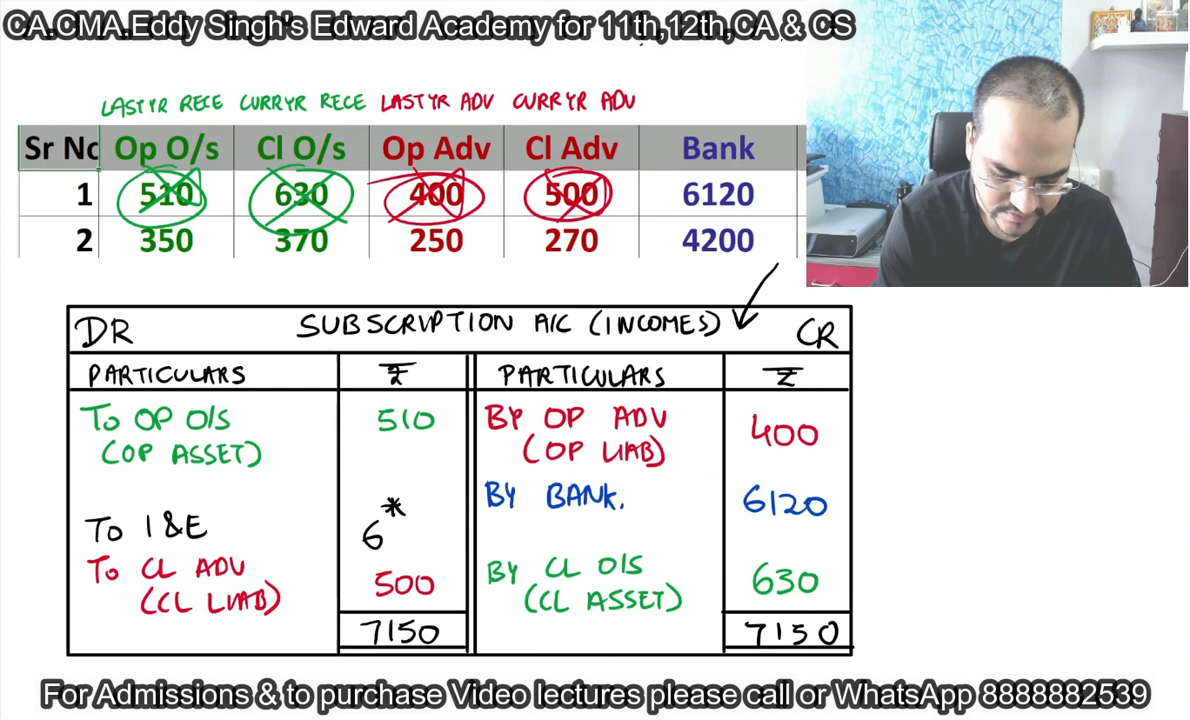 CA.CMA.Eddy Singh's Edward Academy for 11th,12th,CA & CS
LAST YR RECE CURRYR RECE LAST YR ADV CURRYR ADV
Sr No Op O/s Cl O/s Op Adv Cl Adv Bank
1 510 630 400 500 6120
2 350 370 250 270 4200
DR SUBSCRIPTION A/C (INCOMES) CR
PARTICULARS ₹ PARTICULARS ₹
To OP O/S 510 BY OP ADV 400
(OP ASSET) (OP LIAB)
BY BANK. 6120
To I&E 6*
To CL ADV 500 BY CL O/S 630
(CL LIAB) (CL ASSET)
7150 7150
For Admissions & to purchase Video lectures please call or WhatsApp 8888882539